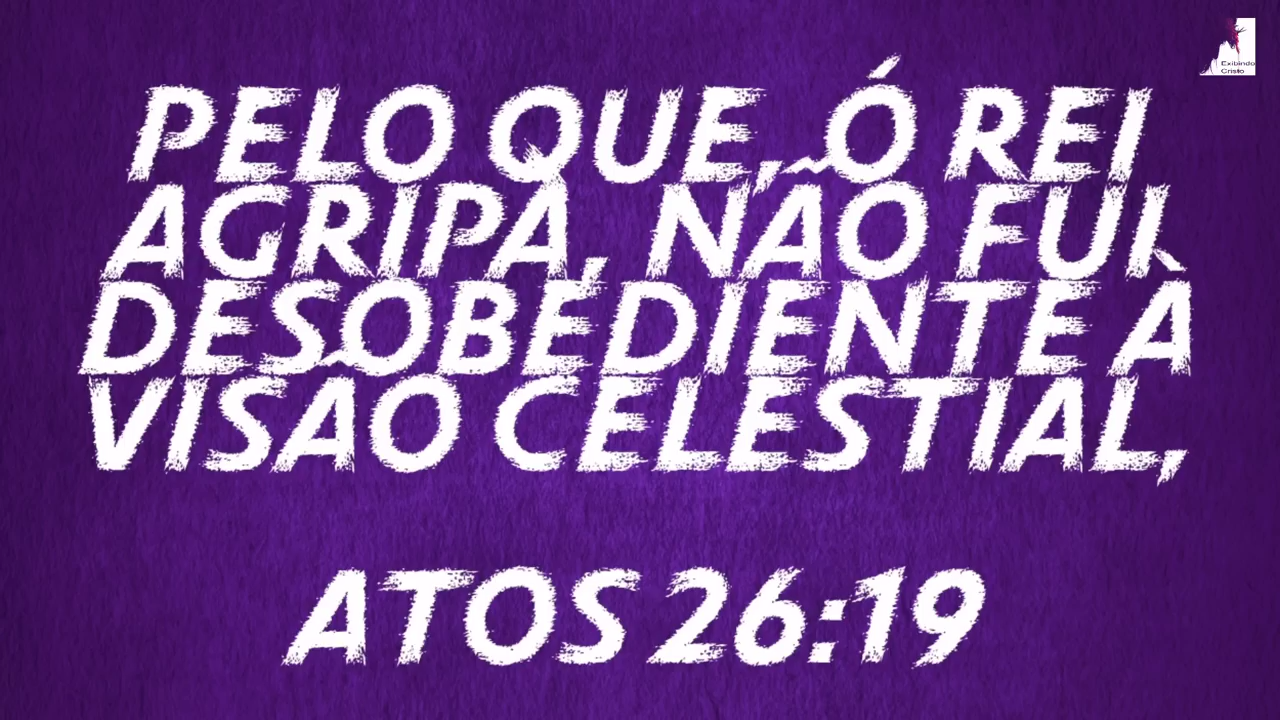 Exibindo
Cristo
PELO QUE, Ó REI
AGRIPA, NÃO FUI
DESOBEDIENTE À
VISÃO CELESTIAL,
ATOS 26:19